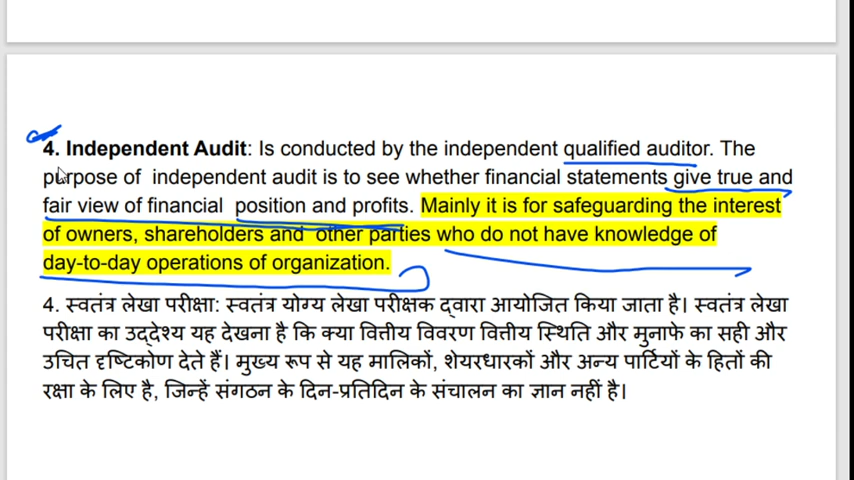 4. Independent Audit: Is conducted by the independent qualified auditor. The
purpose of independent audit is to see whether financial statements give true and
fair view of financial position and profits. Mainly it is for safeguarding the interest
of owners, shareholders and other parties who do not have knowledge of
day-to-day operations of organization.
4. स्वतंत्र लेखा परीक्षा: स्वतंत्र योग्य लेखा परीक्षक द्वारा आयोजित किया जाता है। स्वतंत्र लेखा
परीक्षा का उद्देश्य यह देखना है कि क्या वित्तीय विवरण वित्तीय स्थिति और मुनाफे का सही और
उचित दृष्टिकोण देते हैं। मुख्य रूप से यह मालिकों, शेयरधारकों और अन्य पार्टियों के हितों की
रक्षा के लिए है, जिन्हें संगठन के दिन-प्रतिदिन के संचालन का ज्ञान नहीं है।